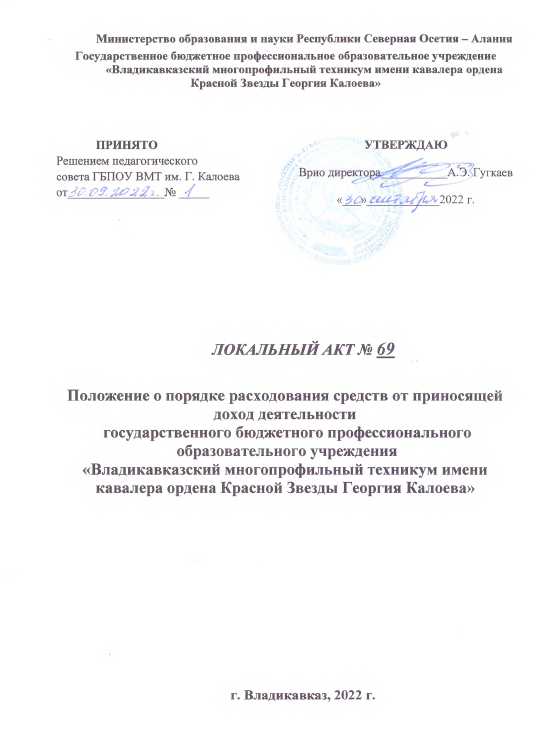 Министерство образования и науки Республики Северная Осетия – Алания
Государственное бюджетное профессиональное образовательное учреждение
«Владикавказский многопрофильный техникум имени кавалера ордена
Красной Звезды Георгия Калоева»
ПРИНЯТО
Решением педагогического
совета ГБПОУ ВМТ им. Г. Калоева
от 30.09.2022 г. № 1
УТВЕРЖДАЮ
Врио директора А.Э. Гугкаев
«30» сентября 2022 г.
ЛОКАЛЬНЫЙ АКТ № 69
Положение о порядке расходования средств от приносящей
доход деятельности
государственного бюджетного профессионального
образовательного учреждения
«Владикавказский многопрофильный техникум имени
кавалера ордена Красной Звезды Георгия Калоева»
г. Владикавказ, 2022 г.